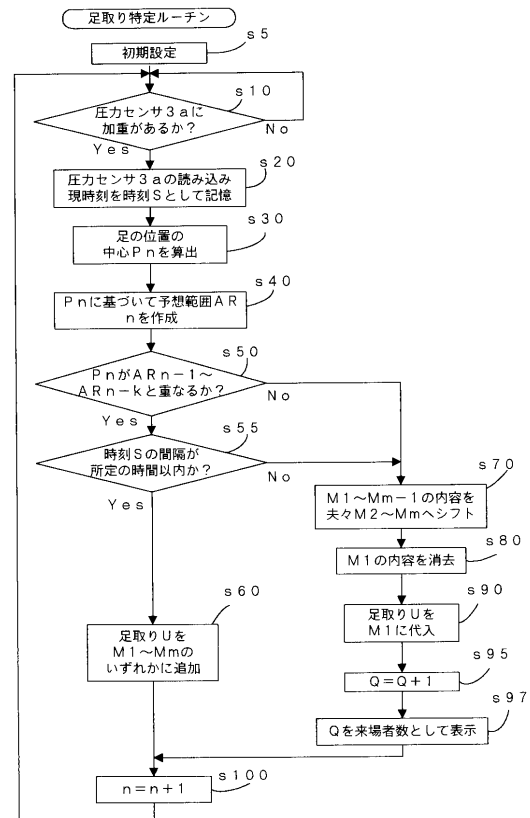 足取り特定ルーチン
s5
初期設定
s10
圧力センサ3aに
加重があるか？
No
Yes
s20
圧力センサ3aの読み込み
現時刻を時刻Sとして記憶
s30
足の位置の
中心Pnを算出
s40
Pnに基づいて予想範囲AR
nを作成
s50
PnがARn-1～
ARn-kと重なるか？
No
Yes
s55
時刻Sの間隔が
所定の時間以内か？
No
Yes
s70
M1～Mm-1の内容を
夫々M2～Mmへシフト
s80
M1の内容を消去
s60
足取りUを
M1～Mmの
いずれかに追加
s90
足取りUを
M1に代入
s95
Q=Q+1
s97
Qを来場者数として表示
s100
n=n+1